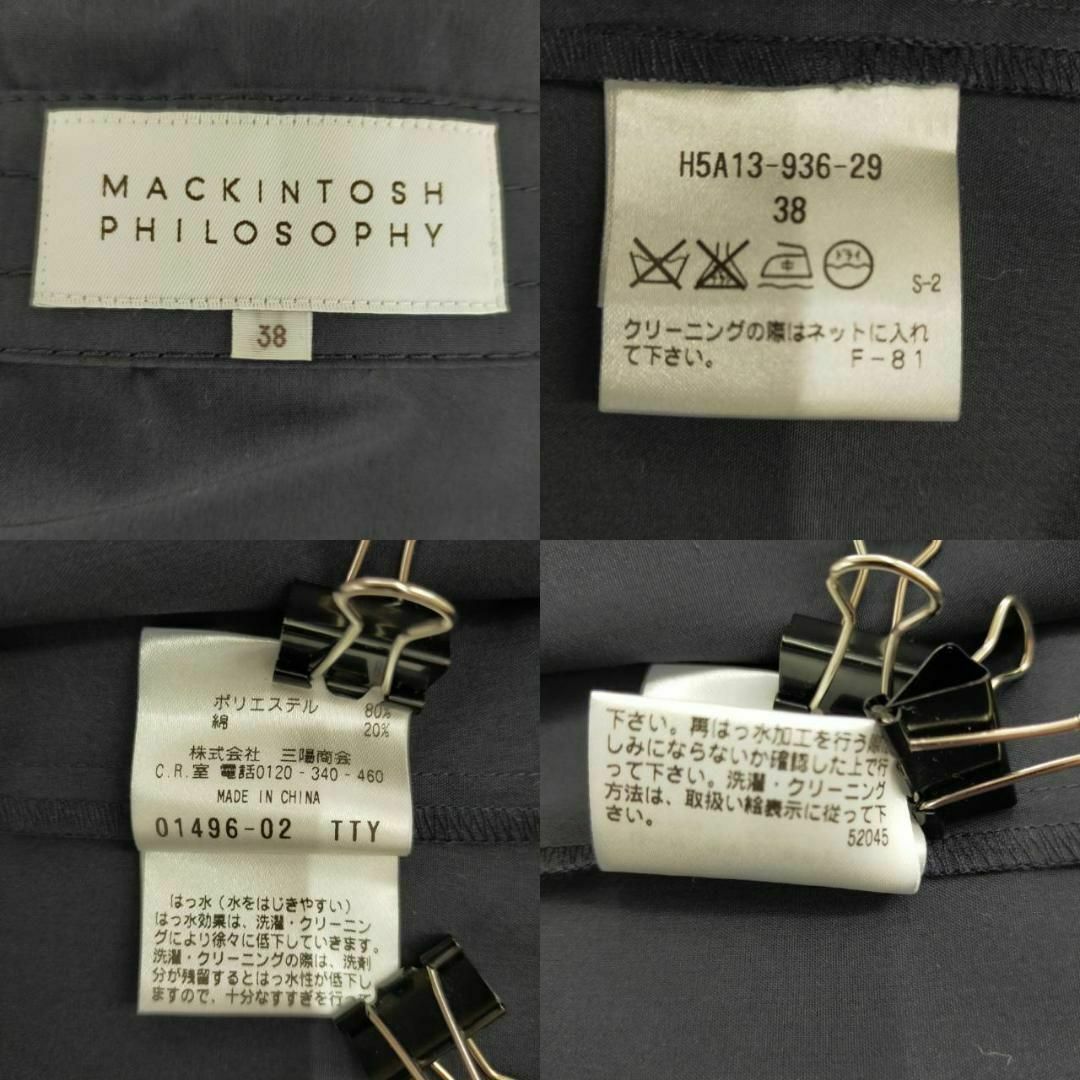 MACKINTOSH
PHILOSOPHY
38
H5A13-936-29
38
中
ドライ
S-2
クリーニングの際はネットに入れ
て下さい。
F-81
ポリエステル 80%
綿 20%
株式会社 三陽商会
C.R.室 電話0120-340-460
MADE IN CHINA
01496-02 TTY
はっ水(水をはじきやすい)
はっ水効果は、洗濯・クリーニン
グにより徐々に低下していきます。
洗濯・クリーニングの際は、洗剤
分が残留するとはっ水性が低下し
ますので、十分なすすぎを行って
下さい。再はっ水加工を行う際
しみにならないか確認した上で行
って下さい。洗濯・クリーニング
方法は、取扱い絵表示に従って下
さい。
52045